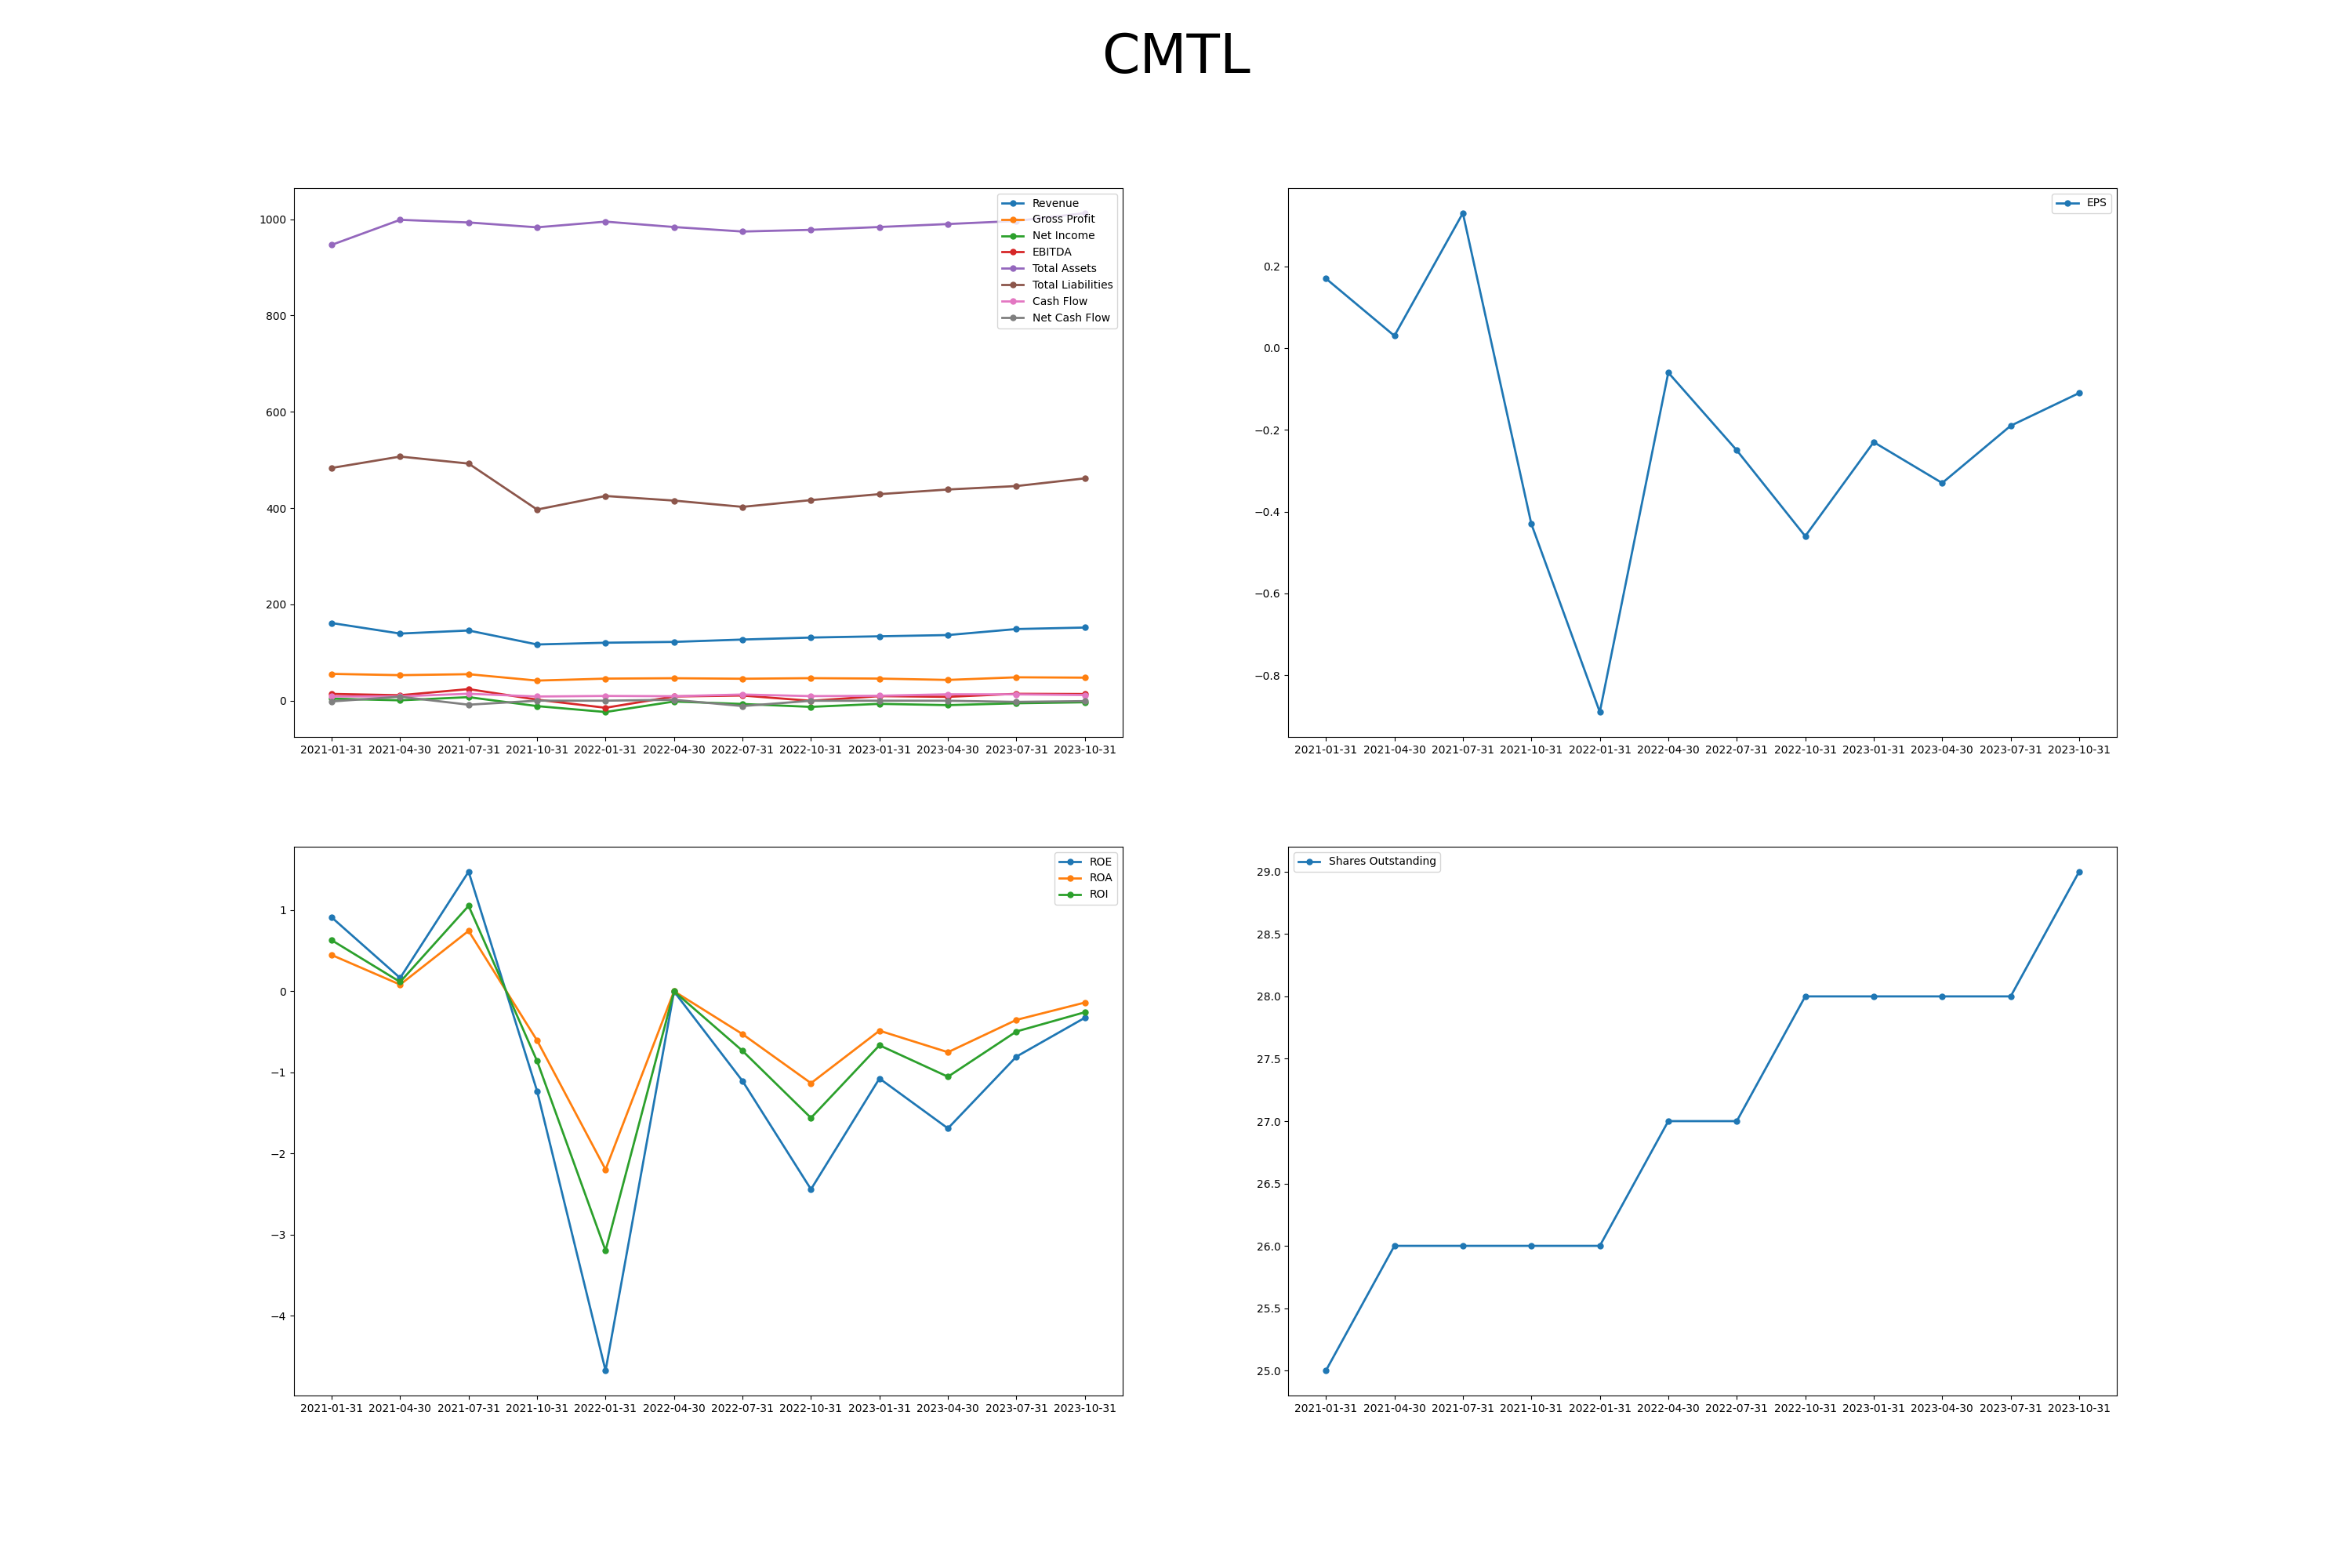 CMTL
1000
800
600
400
200
0
Revenue
Gross Profit
Net Income
EBITDA
Total Assets
Total Liabilities
Cash Flow
Net Cash Flow
2021-01-31 2021-04-30 2021-07-31 2021-10-31 2022-01-31 2022-04-30 2022-07-31 2022-10-31 2023-01-31 2023-04-30 2023-07-31 2023-10-31
0.2
0.0
−0.2
−0.4
−0.6
−0.8
EPS
2021-01-31 2021-04-30 2021-07-31 2021-10-31 2022-01-31 2022-04-30 2022-07-31 2022-10-31 2023-01-31 2023-04-30 2023-07-31 2023-10-31
1
0
−1
−2
−3
−4
ROE
ROA
ROI
2021-01-31 2021-04-30 2021-07-31 2021-10-31 2022-01-31 2022-04-30 2022-07-31 2022-10-31 2023-01-31 2023-04-30 2023-07-31 2023-10-31
29.0
28.5
28.0
27.5
27.0
26.5
26.0
25.5
25.0
Shares Outstanding
2021-01-31 2021-04-30 2021-07-31 2021-10-31 2022-01-31 2022-04-30 2022-07-31 2022-10-31 2023-01-31 2023-04-30 2023-07-31 2023-10-31